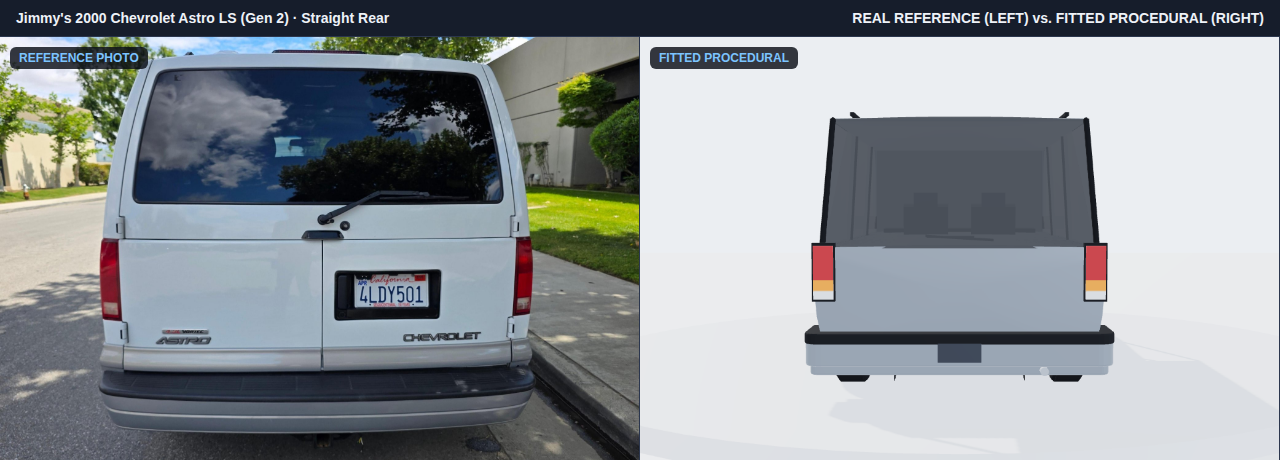 Jimmy's 2000 Chevrolet Astro LS (Gen 2) · Straight Rear
REAL REFERENCE (LEFT) vs. FITTED PROCEDURAL (RIGHT)
REFERENCE PHOTO
FITTED PROCEDURAL
APR
California
4LDY501
ASTRO
CHEVROLET